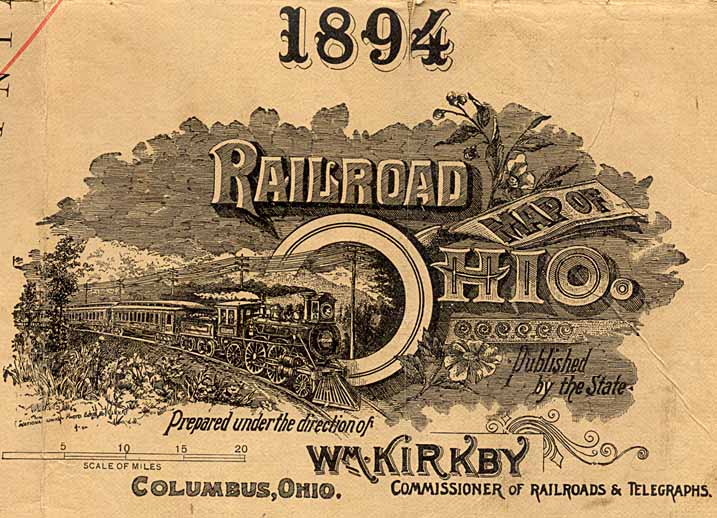 1894
RAILROAD
MAP OF
OHIO.
Published
by the State
Prepared under the direction of
WM. KIRKBY
5 10 15 20
SCALE OF MILES
COLUMBUS, OHIO.
COMMISSIONER OF RAILROADS & TELEGRAPHS.